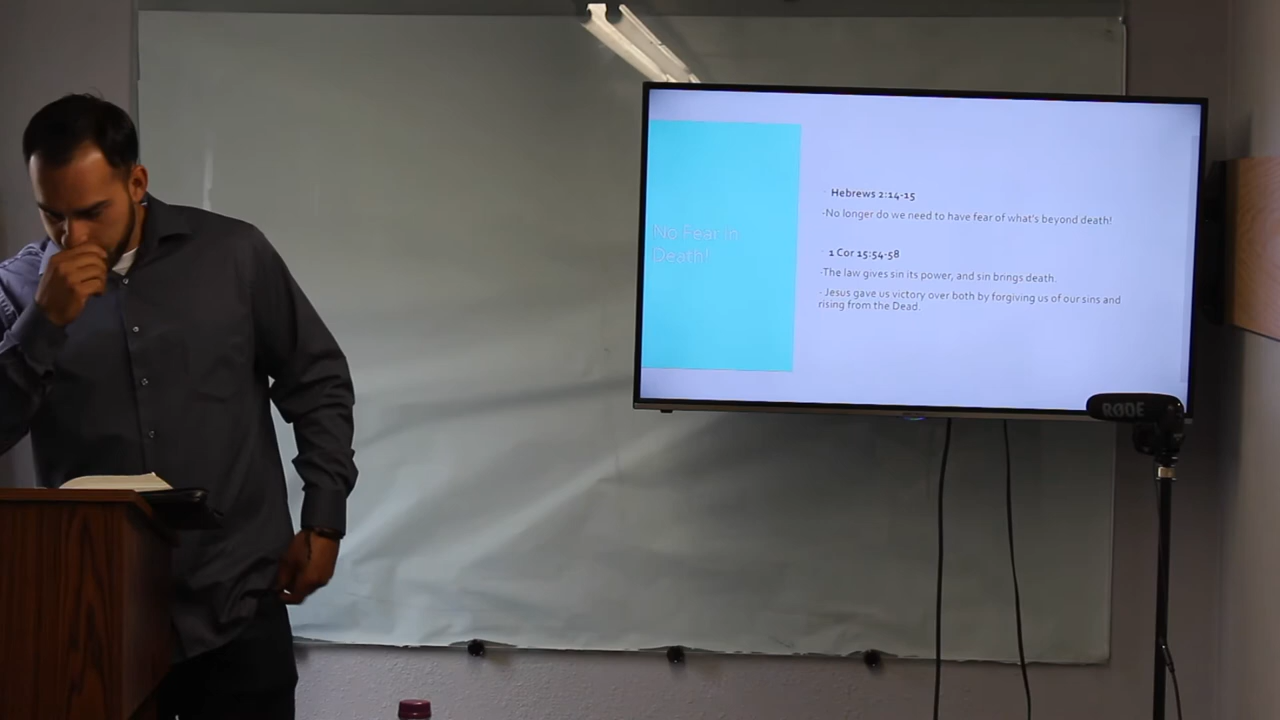 No Fear in
Death!
Hebrews 2:14-15
-No longer do we need to have fear of what's beyond death!
1 Cor 15:54-58
-The law gives sin its power, and sin brings death.
- Jesus gave us victory over both by forgiving us of our sins and
rising from the Dead.
RØDE